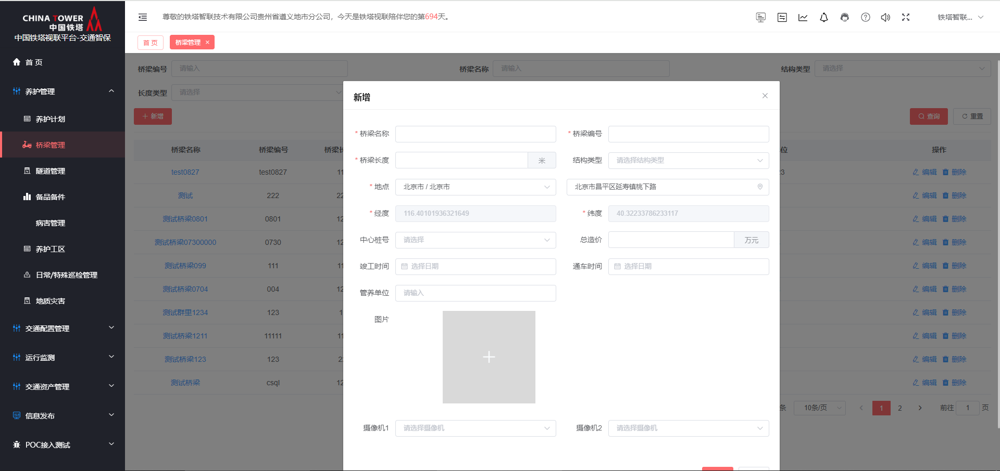 CHINA TOWER
中国铁塔
中国铁塔视联平台-交通智保
首 页
养护管理
养护计划
桥梁管理
隧道管理
备品备件
病害管理
养护工区
日常/特殊巡检管理
地质灾害
交通配置管理
运行监测
交通资产管理
信息发布
POC接入测试
尊敬的铁塔智联技术有限公司贵州省遵义地市分公司，今天是铁塔视联陪伴您的第694天。
铁塔智联...
首 页
桥梁管理
桥梁编号 请输入 桥梁名称 请输入 结构类型 请选择
长度类型 请选择
新增 查询 重置
桥梁名称 桥梁编号 操作
test0827 test0827 编辑 删除
测试 222 编辑 删除
测试桥梁0801 0801 编辑 删除
测试桥梁07300000 0730 编辑 删除
测试桥梁099 111 编辑 删除
测试桥梁0704 004 编辑 删除
测试群里1234 123 编辑 删除
测试桥梁1211 11111 编辑 删除
测试桥梁123 123 编辑 删除
测试桥梁 csql 编辑 删除
条 10条/页 1 2 前往 1 页
新增
* 桥梁名称 * 桥梁编号
* 桥梁长度 米 结构类型 请选择结构类型
* 地点 北京市 / 北京市 北京市昌平区延寿镇桃下路
* 经度 116.40101936321649 * 纬度 40.32233786233117
中心桩号 请选择 总造价 万元
竣工时间 选择日期 通车时间 选择日期
管养单位 请输入
图片
摄像机1 请选择摄像机 摄像机2 请选择摄像机